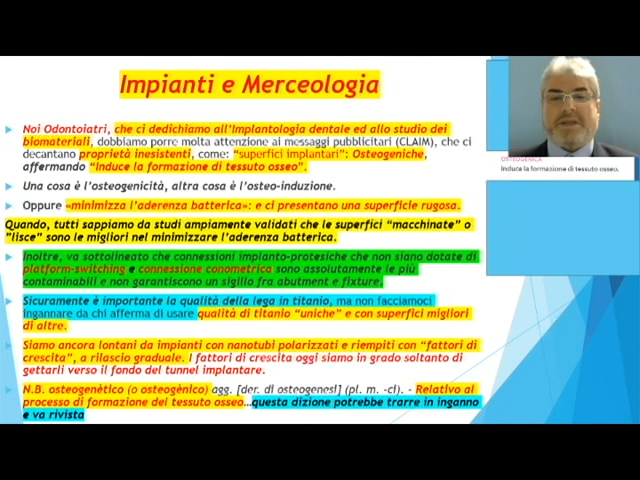 Impianti e Merceologia
Noi Odontoiatri, che ci dedichiamo all'Implantologia dentale ed allo studio dei
biomateriali, dobbiamo porre molta attenzione ai messaggi pubblicitari (CLAIM), che ci
decantano proprietà inesistenti, come: "superfici implantari": Osteogeniche,
affermando "induce la formazione di tessuto osseo".
Una cosa è l'osteogenicità, altra cosa è l'osteo-induzione.
Oppure «minimizza l'aderenza batterica»: e ci presentano una superficie rugosa.
Quando, tutti sappiamo da studi ampiamente validati che le superfici "macchinate" o
"lisce" sono le migliori nel minimizzare l'aderenza batterica.
Inoltre, va sottolineato che connessioni implanto-protesiche che non siano dotate di
platform-switching e connessione conometrica sono assolutamente le più
contaminabili e non garantiscono un sigillo fra abutment e fixture.
Sicuramente è importante la qualità della lega in titanio, ma non facciamoci
ingannare da chi afferma di usare qualità di titanio "uniche" e con superfici migliori
di altre.
Siamo ancora lontani da impianti con nanotubi polarizzati e riempiti con "fattori di
crescita", a rilascio graduale. I fattori di crescita oggi siamo in grado soltanto di
gettarli verso il fondo del tunnel implantare.
N.B. osteogenètico (o osteogènico) agg. [der. di osteogenesi] (pl. m. -ci). - Relativo al
processo di formazione del tessuto osseo…questa dizione potrebbe trarre in inganno
e va rivista
OSTEOGENICA
Induce la formazione di tessuto osseo.